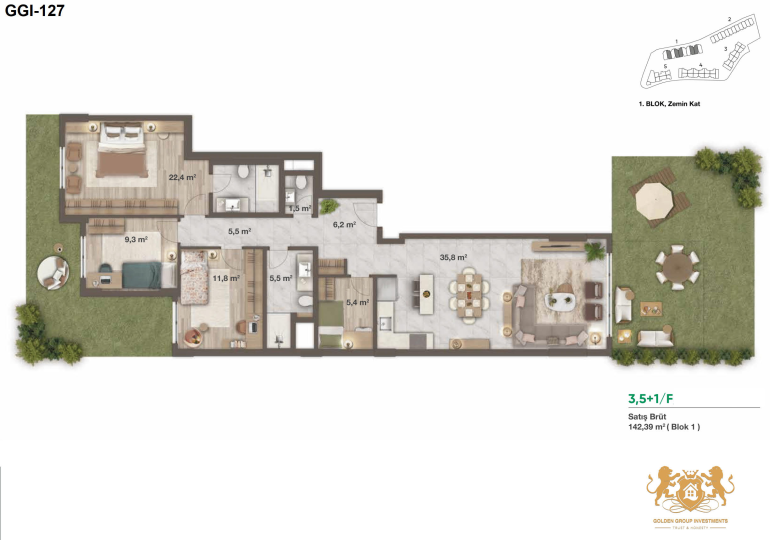 GGI-127
2
1
3
5
4
1. BLOK, Zemin Kat
22,4 m²
1,5 m²
6,2 m²
5,5 m²
9,3 m²
35,8 m²
11,8 m²
5,5 m²
5,4 m²
3,5+1/F
Satış Brüt
142,39 m² ( Blok 1 )
GOLDEN GROUP INVESTMENTS
TRUST & HONESTY